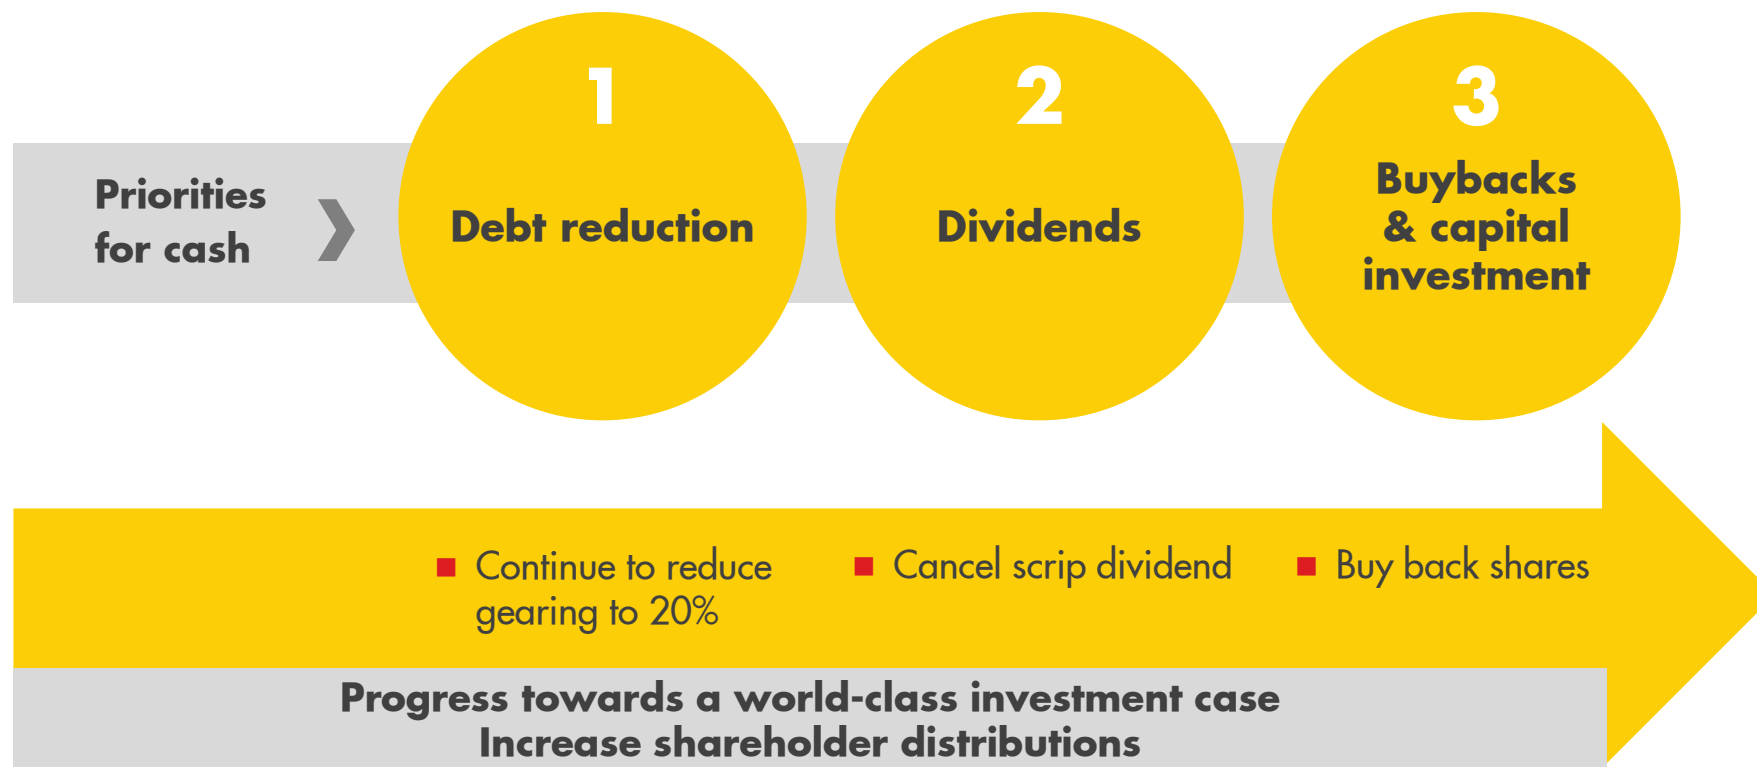 Priorities
for cash
1
Debt reduction
2
Dividends
3
Buybacks
& capital
investment
Continue to reduce
gearing to 20%
Cancel scrip dividend
Buy back shares
Progress towards a world-class investment case
Increase shareholder distributions